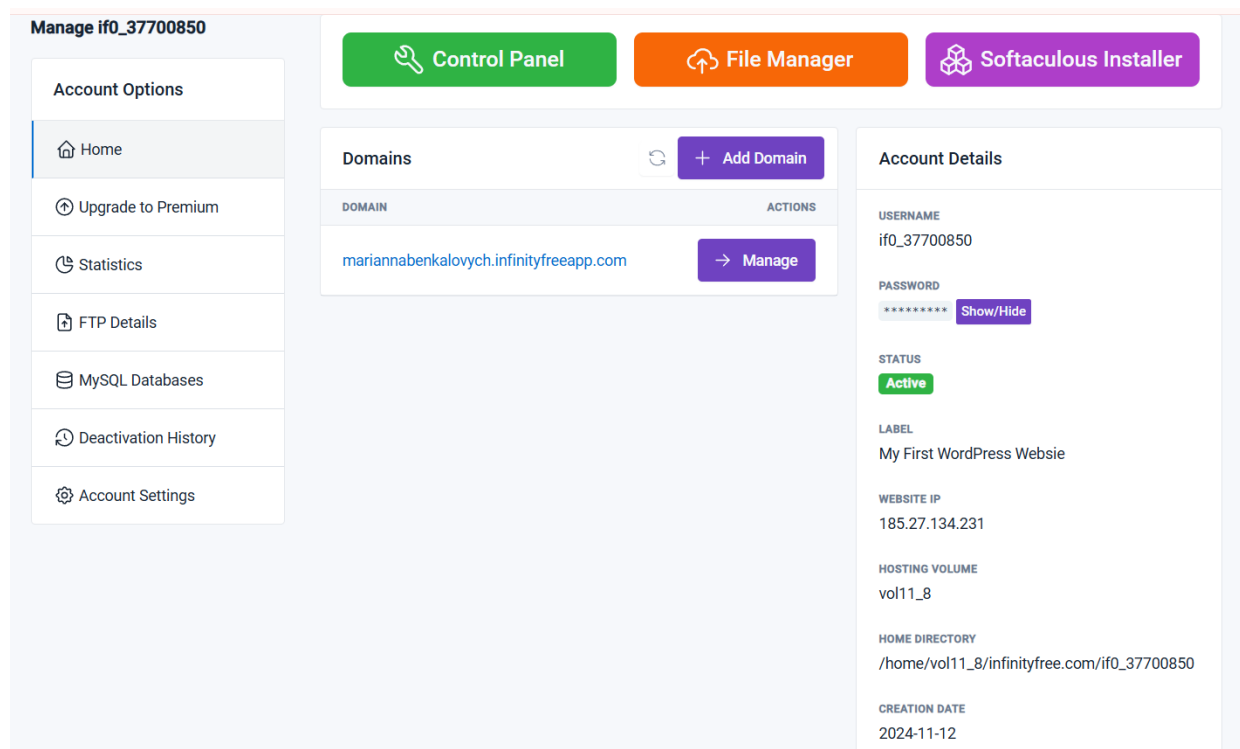 Manage if0_37700850
Account Options
Home
Upgrade to Premium
Statistics
FTP Details
MySQL Databases
Deactivation History
Account Settings
Control Panel
File Manager
Softaculous Installer
Domains
Add Domain
DOMAIN
ACTIONS
mariannabenkalovych.infinityfreeapp.com
Manage
Account Details
USERNAME
if0_37700850
PASSWORD
*********
Show/Hide
STATUS
Active
LABEL
My First WordPress Websie
WEBSITE IP
185.27.134.231
HOSTING VOLUME
vol11_8
HOME DIRECTORY
/home/vol11_8/infinityfree.com/if0_37700850
CREATION DATE
2024-11-12